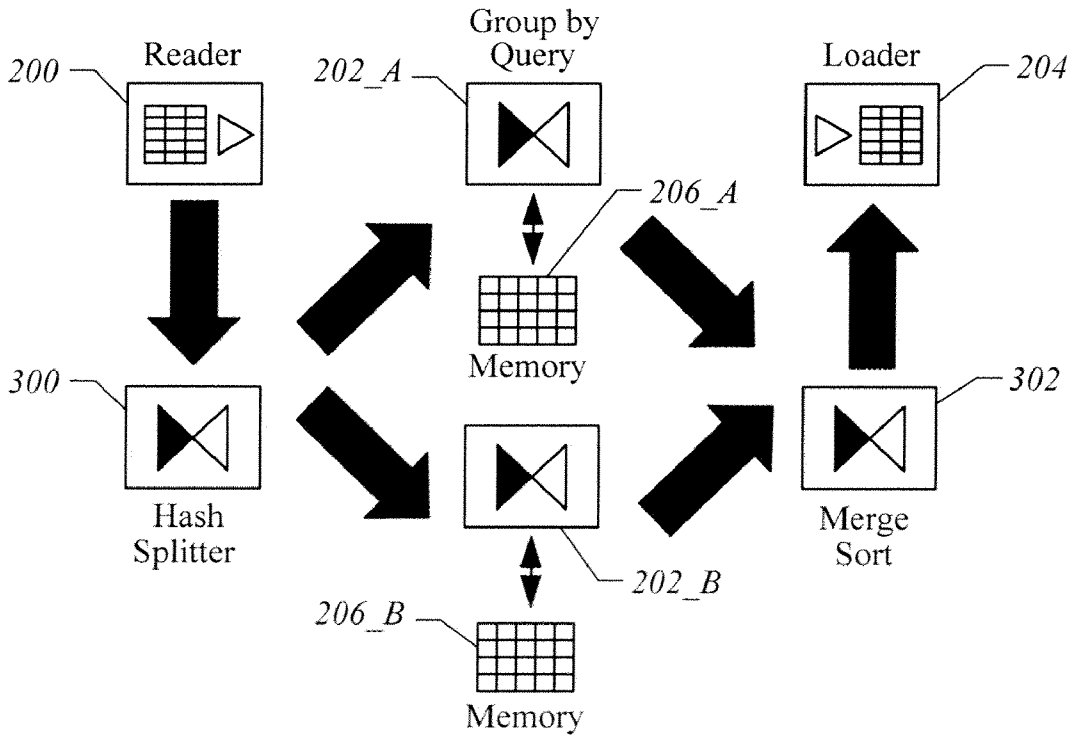 Reader
200
Group by
Query
202_A
Loader
204
206_A
Memory
300
Hash
Splitter
302
Merge
Sort
202_B
206_B
Memory